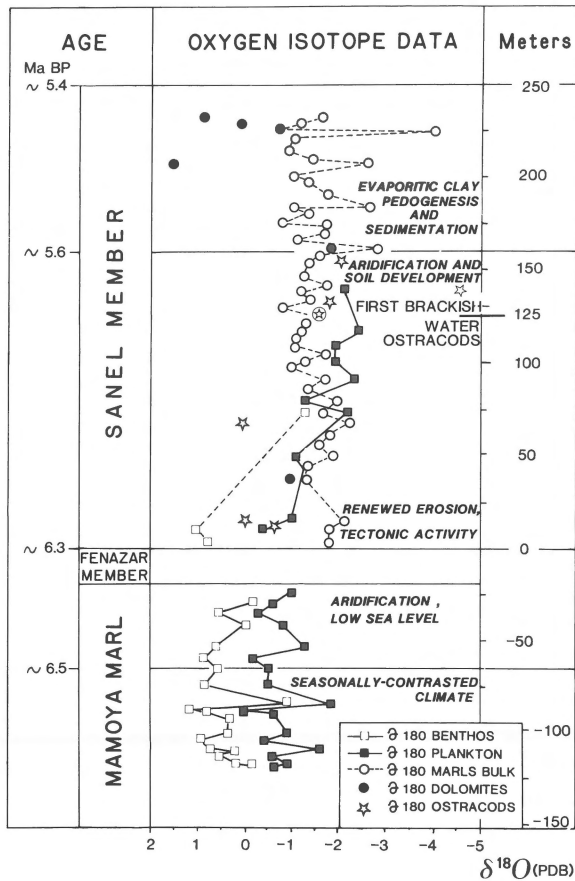 AGE
OXYGEN ISOTOPE DATA
Meters
Ma BP
~ 5.4
250
200
EVAPORITIC CLAY
PEDOGENESIS
AND
SEDIMENTATION
~ 5.6
150
ARIDIFICATION AND
SOIL DEVELOPMENT
FIRST BRACKISH
125
WATER
OSTRACODS
100
SANEL MEMBER
50
RENEWED EROSION,
TECTONIC ACTIVITY
~ 6.3
0
FENAZAR
MEMBER
ARIDIFICATION ,
LOW SEA LEVEL
-50
~ 6.5
SEASONALLY-CONTRASTED
CLIMATE
MAMOYA MARL
-100
∂ 180 BENTHOS
∂ 180 PLANKTON
∂ 180 MARLS BULK
∂ 180 DOLOMITES
∂ 180 OSTRACODS
-150
2 1 0 -1 -2 -3 -4 -5
δ¹⁸O (PDB)